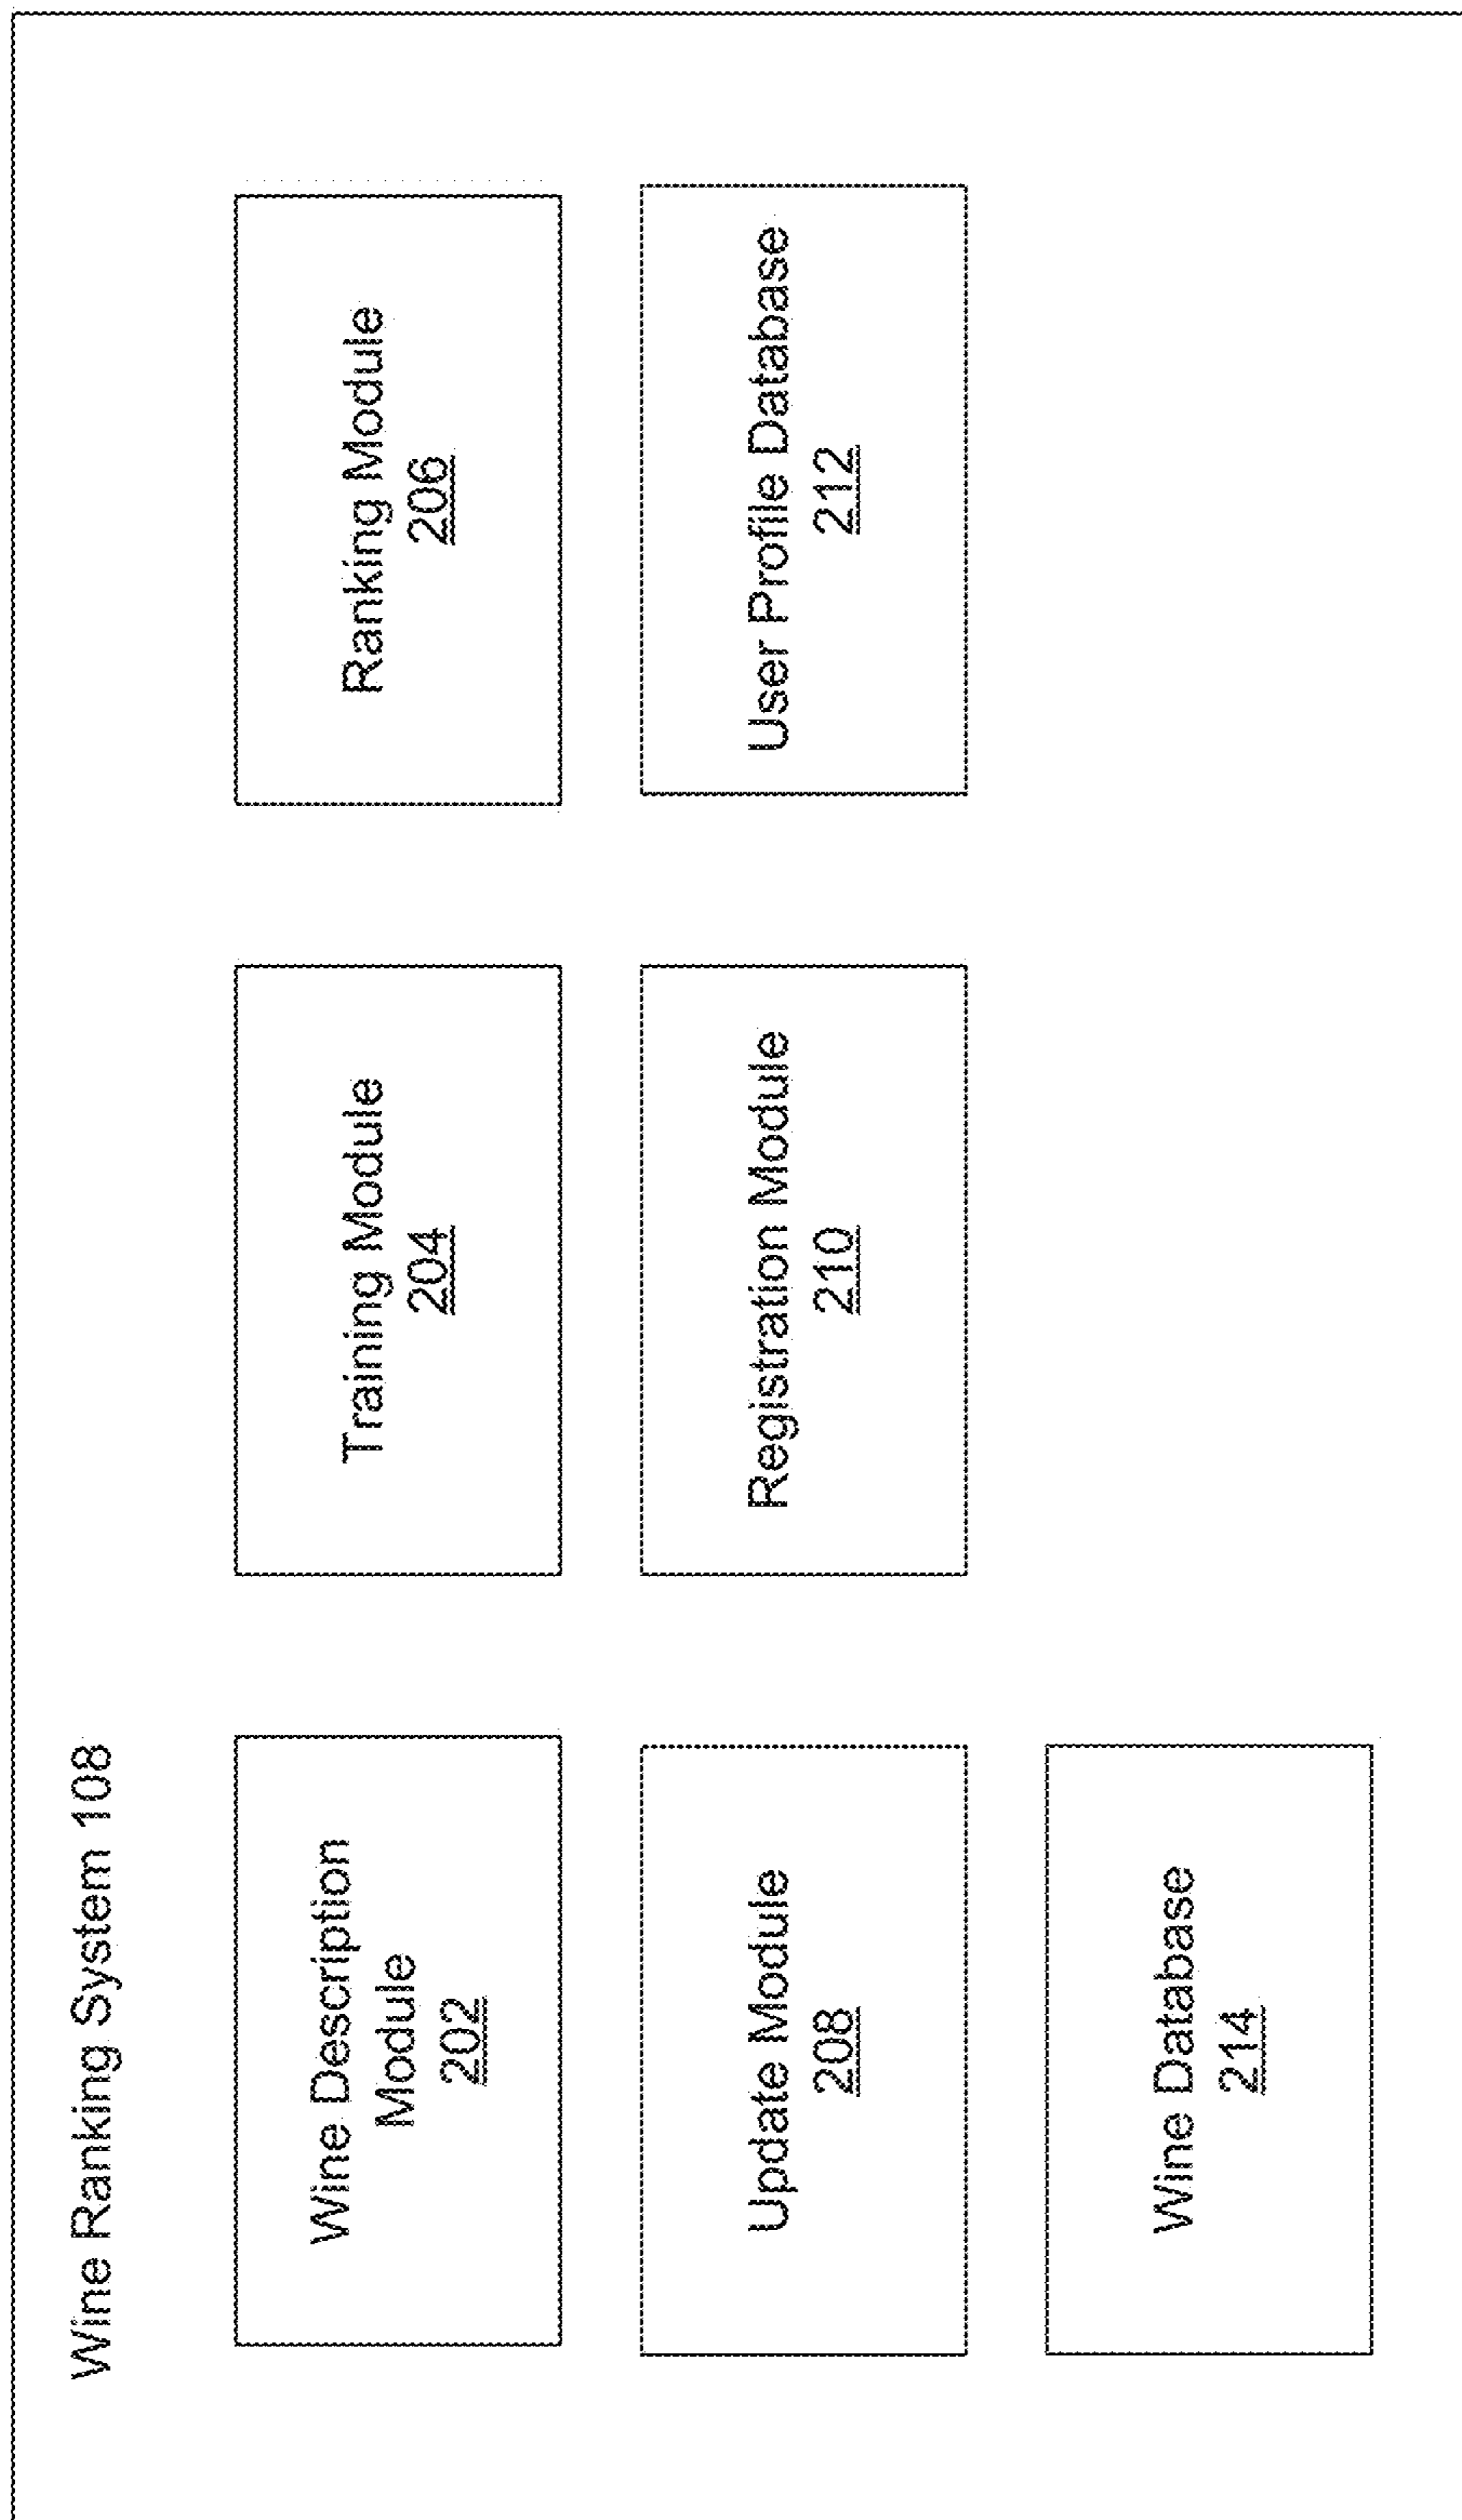 Wine Ranking System 108
Wine Description
Module
202
Training Module
204
Ranking Module
206
Update Module
208
Registration Module
210
User Profile Database
212
Wine Database
214